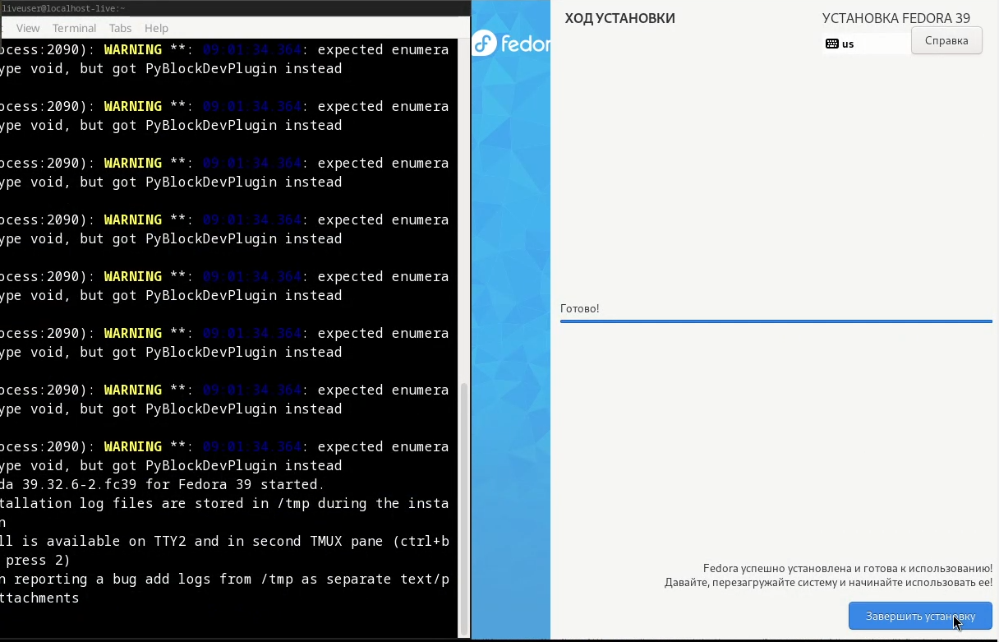 liveuser@localhost-live:~
View Terminal Tabs Help
ocess:2090): WARNING **: 09:01:34.364: expected enumera
ype void, but got PyBlockDevPlugin instead
ocess:2090): WARNING **: 09:01:34.364: expected enumera
ype void, but got PyBlockDevPlugin instead
ocess:2090): WARNING **: 09:01:34.364: expected enumera
ype void, but got PyBlockDevPlugin instead
ocess:2090): WARNING **: 09:01:34.364: expected enumera
ype void, but got PyBlockDevPlugin instead
ocess:2090): WARNING **: 09:01:34.364: expected enumera
ype void, but got PyBlockDevPlugin instead
ocess:2090): WARNING **: 09:01:34.364: expected enumera
ype void, but got PyBlockDevPlugin instead
ocess:2090): WARNING **: 09:01:34.364: expected enumera
ype void, but got PyBlockDevPlugin instead
ocess:2090): WARNING **: 09:01:34.364: expected enumera
ype void, but got PyBlockDevPlugin instead
da 39.32.6-2.fc39 for Fedora 39 started.
tallation log files are stored in /tmp during the insta
n
ll is available on TTY2 and in second TMUX pane (ctrl+b
press 2)
n reporting a bug add logs from /tmp as separate text/p
ttachments
fedor
ХОД УСТАНОВКИ
УСТАНОВКА FEDORA 39
us
Справка
Готово!
Fedora успешно установлена и готова к использованию!
Давайте, перезагружайте систему и начинайте использовать ее!
Завершить установку